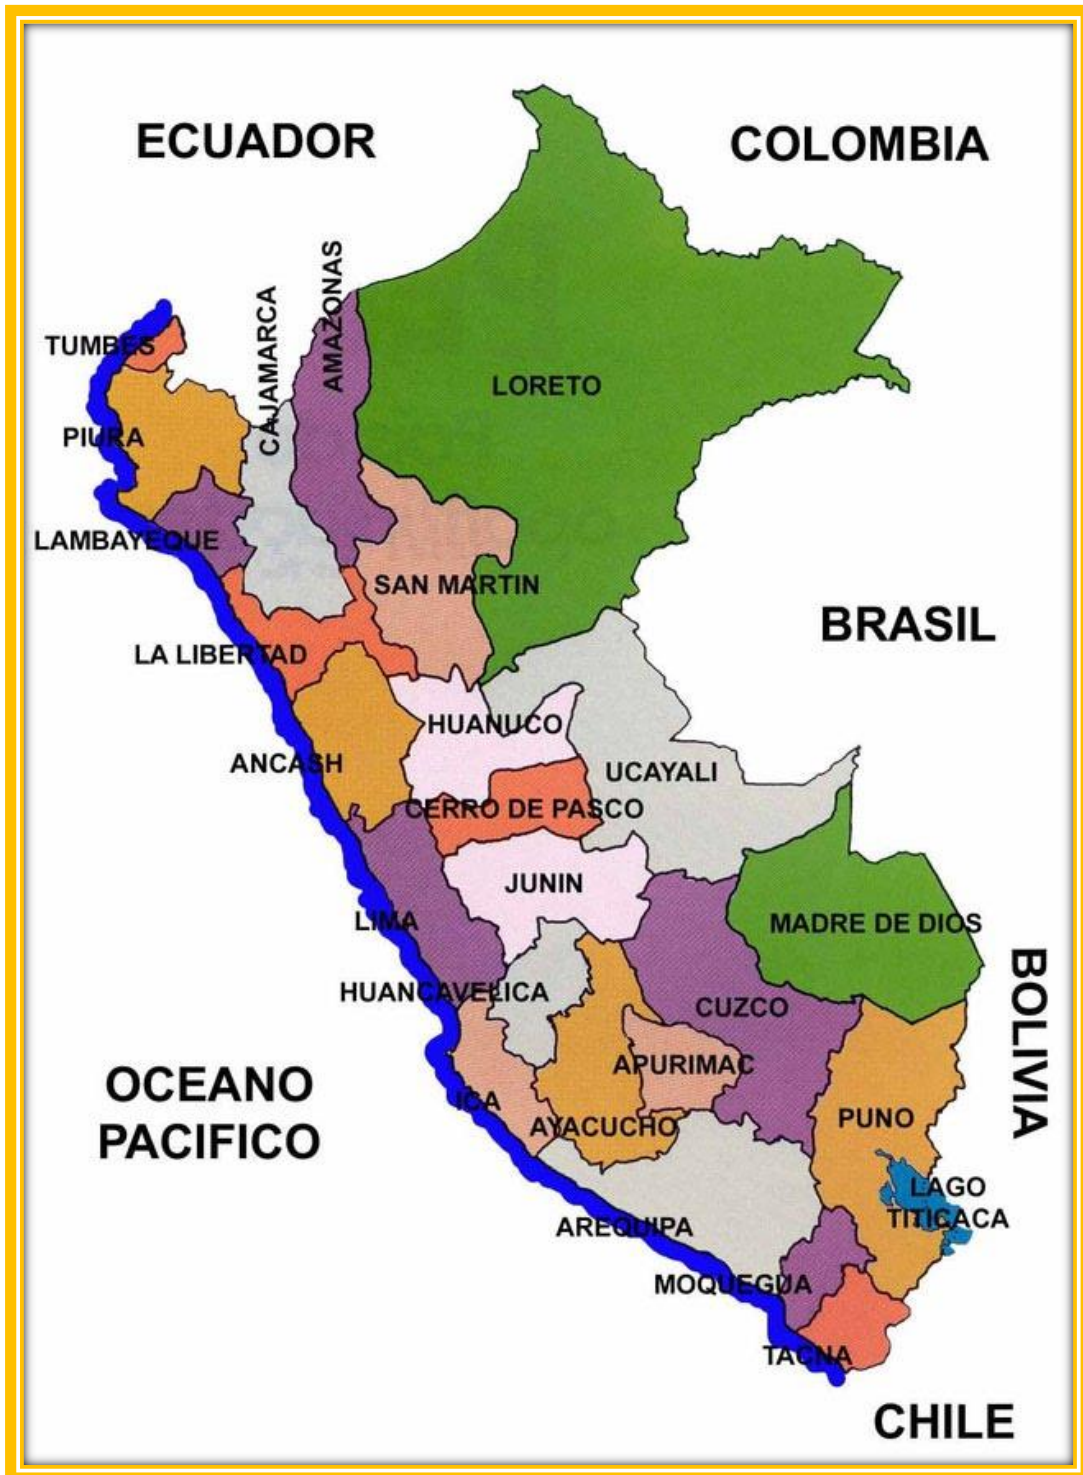 ECUADOR
COLOMBIA
AMAZONAS
CAJAMARCA
TUMBES
LORETO
PIURA
LAMBAYEQUE
SAN MARTIN
BRASIL
LA LIBERTAD
HUANUCO
ANCASH
UCAYALI
CERRO DE PASCO
JUNIN
LIMA
MADRE DE DIOS
HUANCAVELICA
CUZCO
BOLIVIA
APURIMAC
OCEANO
PACIFICO
ICA
AYACUCHO
PUNO
LAGO
TITICACA
AREQUIPA
MOQUEGUA
TACNA
CHILE